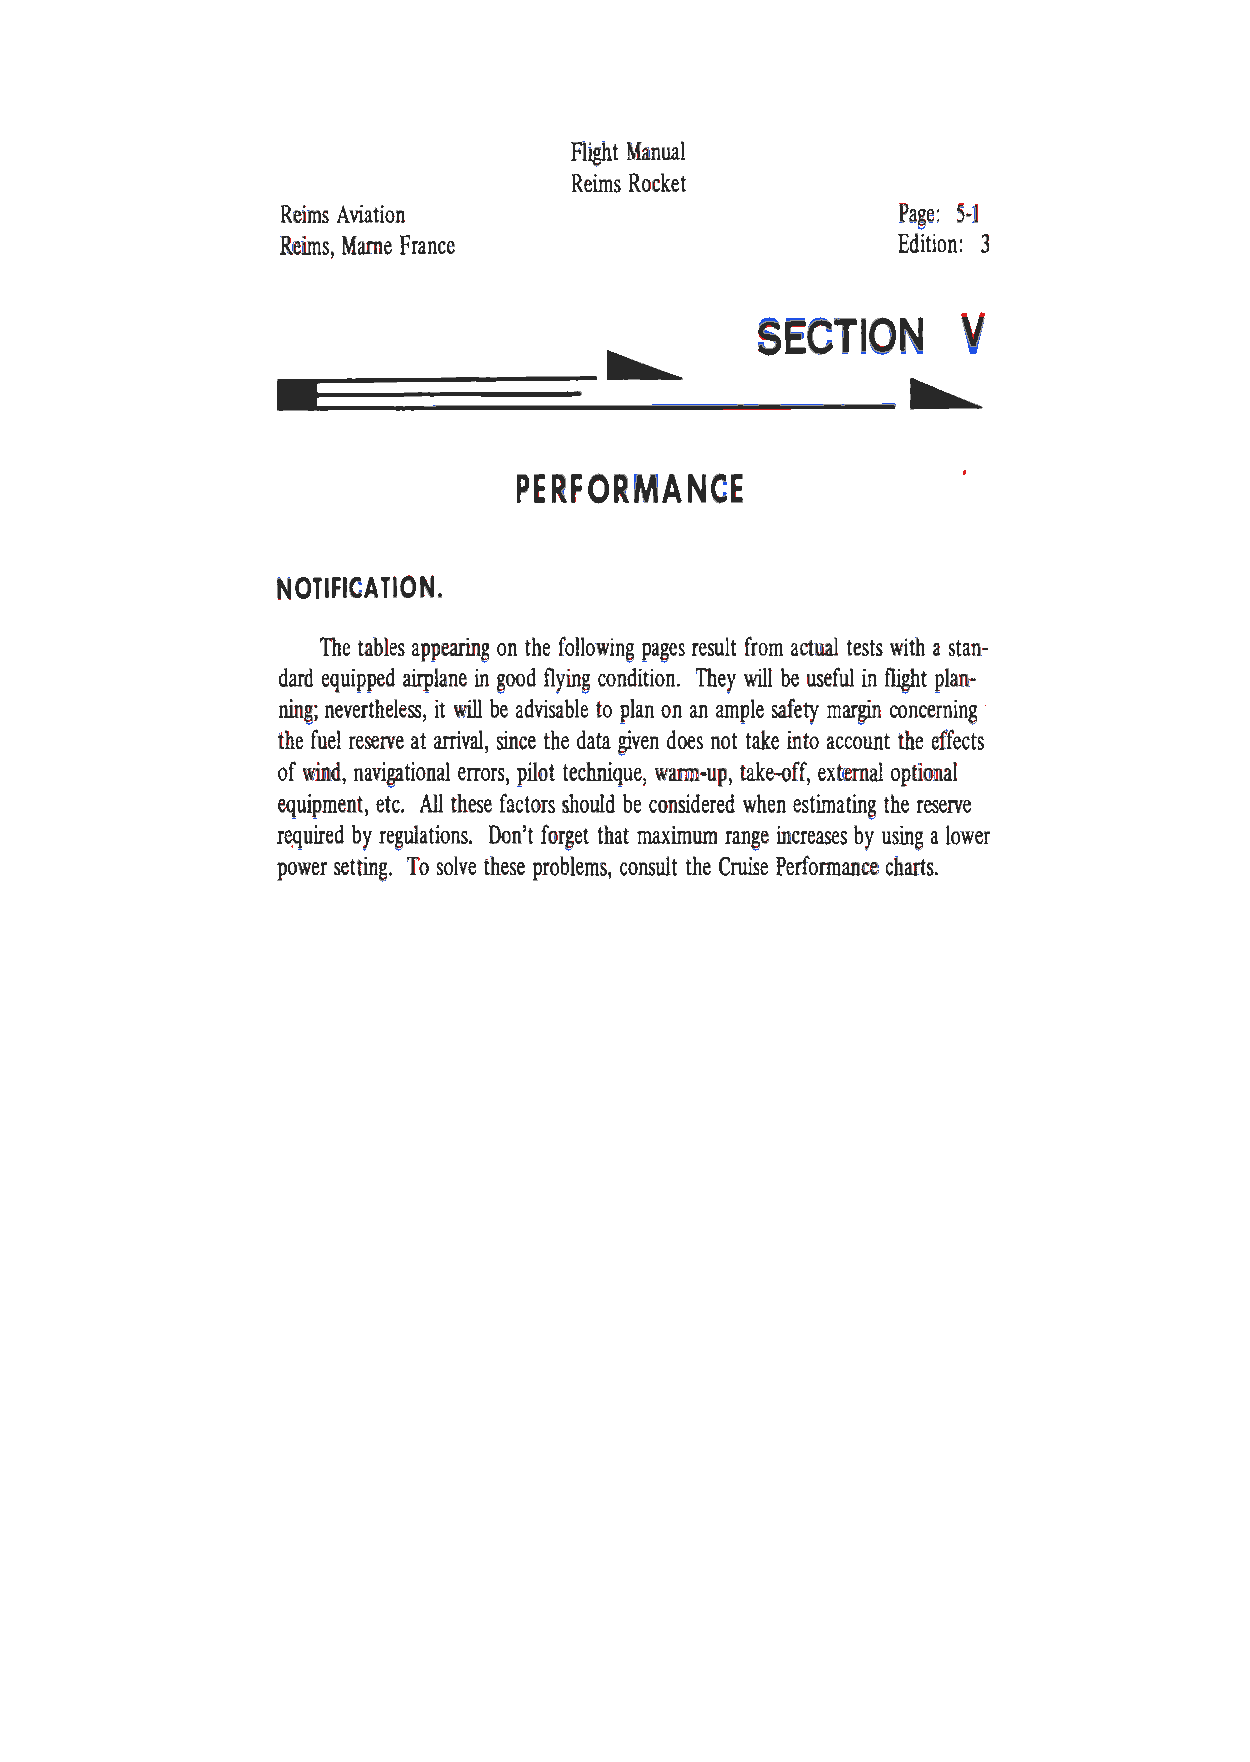 Flight Manual
Reims Rocket
Reims Aviation
Page: 5-1
Reims, Marne France
Edition: 3
SECTION V
PERFORMANCE
NOTIFICATION.
The tables appearing on the following pages result from actual tests with a stan-
dard equipped airplane in good flying condition. They will be useful in flight plan-
ning; nevertheless, it will be advisable to plan on an ample safety margin concerning
the fuel reserve at arrival, since the data given does not take into account the effects
of wind, navigational errors, pilot technique, warm-up, take-off, external optional
equipment, etc. All these factors should be considered when estimating the reserve
required by regulations. Don't forget that maximum range increases by using a lower
power setting. To solve these problems, consult the Cruise Performance charts.